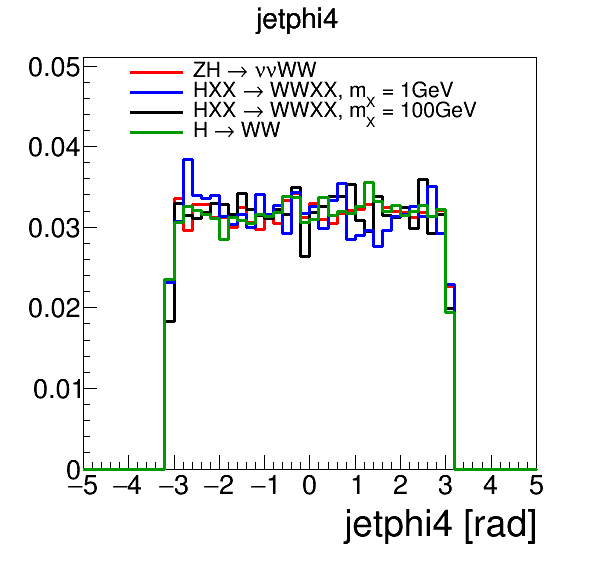 jetphi4
0.05
ZH → ννWW
HXX → WWXX, mX = 1GeV
HXX → WWXX, mX = 100GeV
H → WW
0.04
0.03
0.02
0.01
0
−5 −4 −3 −2 −1 0 1 2 3 4 5
jetphi4 [rad]